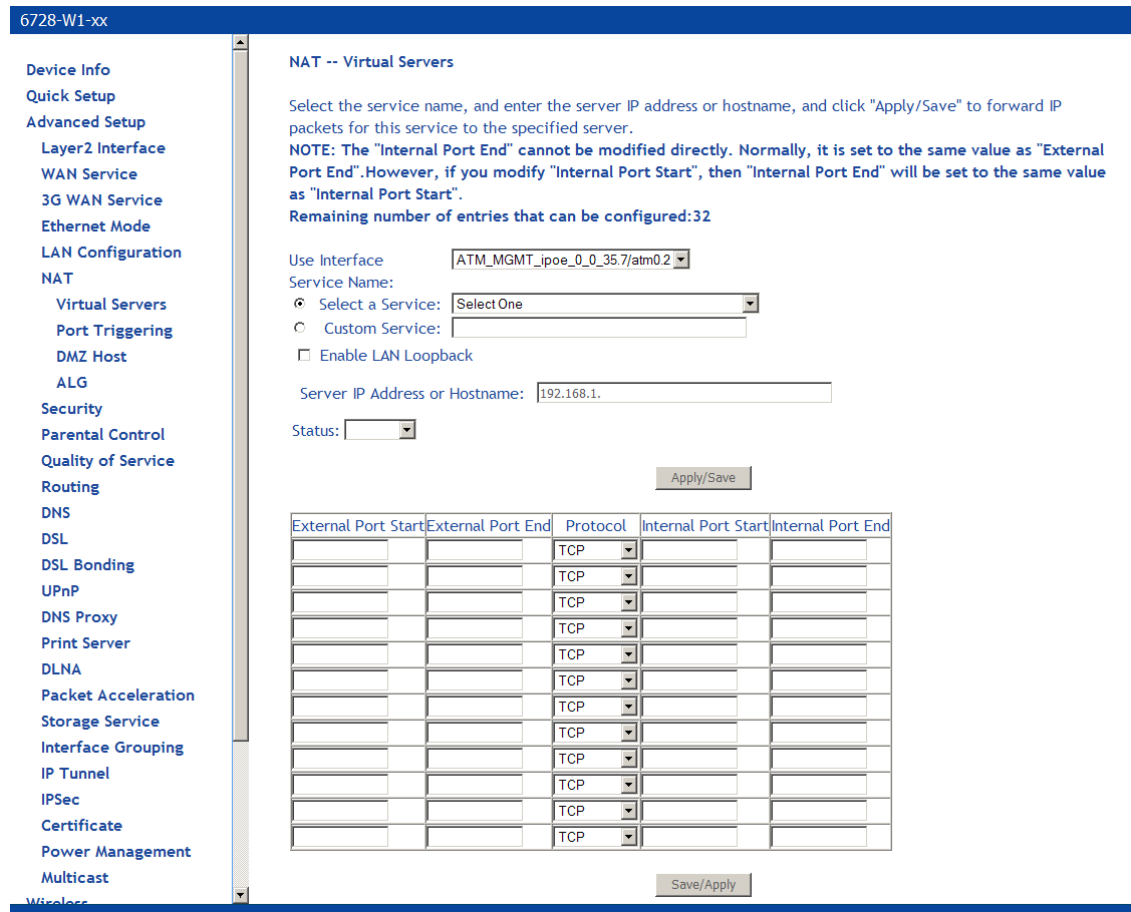 6728-W1-xx
Device Info
Quick Setup
Advanced Setup
Layer2 Interface
WAN Service
3G WAN Service
Ethernet Mode
LAN Configuration
NAT
Virtual Servers
Port Triggering
DMZ Host
ALG
Security
Parental Control
Quality of Service
Routing
DNS
DSL
DSL Bonding
UPnP
DNS Proxy
Print Server
DLNA
Packet Acceleration
Storage Service
Interface Grouping
IP Tunnel
IPSec
Certificate
Power Management
Multicast
Wireless
NAT -- Virtual Servers
Select the service name, and enter the server IP address or hostname, and click "Apply/Save" to forward IP
packets for this service to the specified server.
NOTE: The "Internal Port End" cannot be modified directly. Normally, it is set to the same value as "External
Port End".However, if you modify "Internal Port Start", then "Internal Port End" will be set to the same value
as "Internal Port Start".
Remaining number of entries that can be configured:32
Use Interface ATM_MGMT_ipoe_0_0_35.7/atm0.2
Service Name:
Select a Service: Select One
Custom Service:
Enable LAN Loopback
Server IP Address or Hostname: 192.168.1.
Status:
Apply/Save
External Port Start External Port End Protocol Internal Port Start Internal Port End
TCP
TCP
TCP
TCP
TCP
TCP
TCP
TCP
TCP
TCP
TCP
TCP
Save/Apply